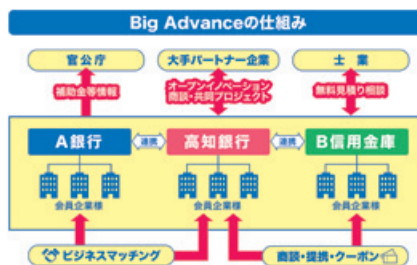 Big Advanceの仕組み
官公庁
大手パートナー企業
士業
補助金等情報
オープンイノベーション
商談・共同プロジェクト
無料見積り相談
A銀行
連携
高知銀行
連携
B信用金庫
会員企業様
会員企業様
会員企業様
ビジネスマッチング
商談・提携・クーポン